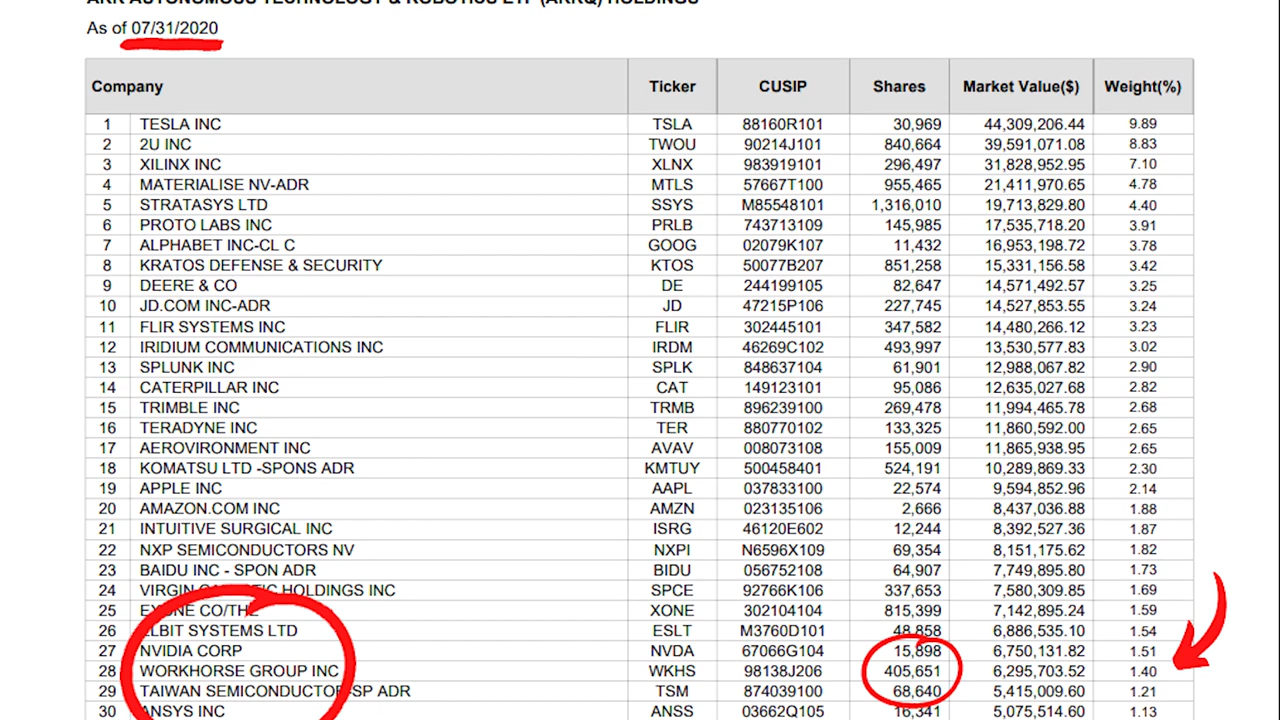 ARK AUTONOMOUS TECHNOLOGY & ROBOTICS ETF (ARKQ) HOLDINGS
As of 07/31/2020
Company Ticker CUSIP Shares Market Value($) Weight(%)
1 TESLA INC TSLA 88160R101 30,969 44,309,206.44 9.89
2 2U INC TWOU 90214J101 840,664 39,591,071.08 8.83
3 XILINX INC XLNX 983919101 296,497 31,828,952.95 7.10
4 MATERIALISE NV-ADR MTLS 57667T100 955,465 21,411,970.65 4.78
5 STRATASYS LTD SSYS M85548101 1,316,010 19,713,829.80 4.40
6 PROTO LABS INC PRLB 743713109 145,985 17,535,718.20 3.91
7 ALPHABET INC-CL C GOOG 02079K107 11,432 16,953,198.72 3.78
8 KRATOS DEFENSE & SECURITY KTOS 50077B207 851,258 15,331,156.58 3.42
9 DEERE & CO DE 244199105 82,647 14,571,492.57 3.25
10 JD.COM INC-ADR JD 47215P106 227,745 14,527,853.55 3.24
11 FLIR SYSTEMS INC FLIR 302445101 347,582 14,480,266.12 3.23
12 IRIDIUM COMMUNICATIONS INC IRDM 46269C102 493,997 13,530,577.83 3.02
13 SPLUNK INC SPLK 848637104 61,901 12,988,067.82 2.90
14 CATERPILLAR INC CAT 149123101 95,086 12,635,027.68 2.82
15 TRIMBLE INC TRMB 896239100 269,478 11,994,465.78 2.68
16 TERADYNE INC TER 880770102 133,325 11,860,592.00 2.65
17 AEROVIRONMENT INC AVAV 008073108 155,009 11,865,938.95 2.65
18 KOMATSU LTD -SPONS ADR KMTUY 500458401 524,191 10,289,869.33 2.30
19 APPLE INC AAPL 037833100 22,574 9,594,852.96 2.14
20 AMAZON.COM INC AMZN 023135106 2,666 8,437,036.88 1.88
21 INTUITIVE SURGICAL INC ISRG 46120E602 12,244 8,392,527.36 1.87
22 NXP SEMICONDUCTORS NV NXPI N6596X109 69,354 8,151,175.62 1.82
23 BAIDU INC - SPON ADR BIDU 056752108 64,907 7,749,895.80 1.73
24 VIRGIN GALACTIC HOLDINGS INC SPCE 92766K106 337,653 7,580,309.85 1.69
25 EXONE CO/THE XONE 302104104 815,399 7,142,895.24 1.59
26 ELBIT SYSTEMS LTD ESLT M3760D101 48,858 6,886,535.10 1.54
27 NVIDIA CORP NVDA 67066G104 15,898 6,750,131.82 1.51
28 WORKHORSE GROUP INC WKHS 98138J206 405,651 6,295,703.52 1.40
29 TAIWAN SEMICONDUCTOR-SP ADR TSM 874039100 68,640 5,415,009.60 1.21
30 ANSYS INC ANSS 03662Q105 16,341 5,075,514.60 1.13